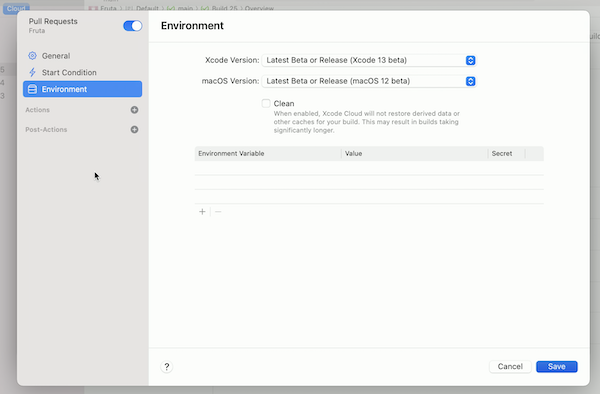 Cloud
Fruta Default main Build 25 Overview
Pull Requests
Fruta
General
Start Condition
Environment
Actions
Post-Actions
5
4
3
Environment
Xcode Version: Latest Beta or Release (Xcode 13 beta)
macOS Version: Latest Beta or Release (macOS 12 beta)
Clean
When enabled, Xcode Cloud will not restore derived data or
other caches for your build. This may result in builds taking
significantly longer.
Environment Variable Value Secret
+ −
? Cancel Save